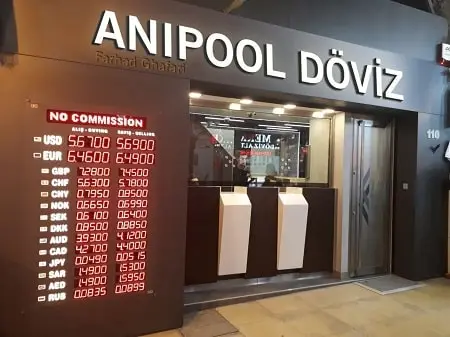 ANIPOOL DÖVİZ
Farhad Ghafari
NO COMMISSION
ALIŞ - BUYING SATIŞ - SELLING
USD 5.6700 5.6900
EUR 6.4600 6.4900
GBP 7.2800 7.4500
CHF 5.6300 5.7800
CNY 0.7950 0.8500
NOK 0.6650 0.6990
SEK 0.6100 0.6400
DKK 0.8500 0.8850
AUD 3.9300 4.1200
CAD 4.2700 4.4000
JPY 0.0490 0.0515
SAR 1.4900 1.5300
AED 1.4900 1.5950
RUS 0.0835 0.0899
110